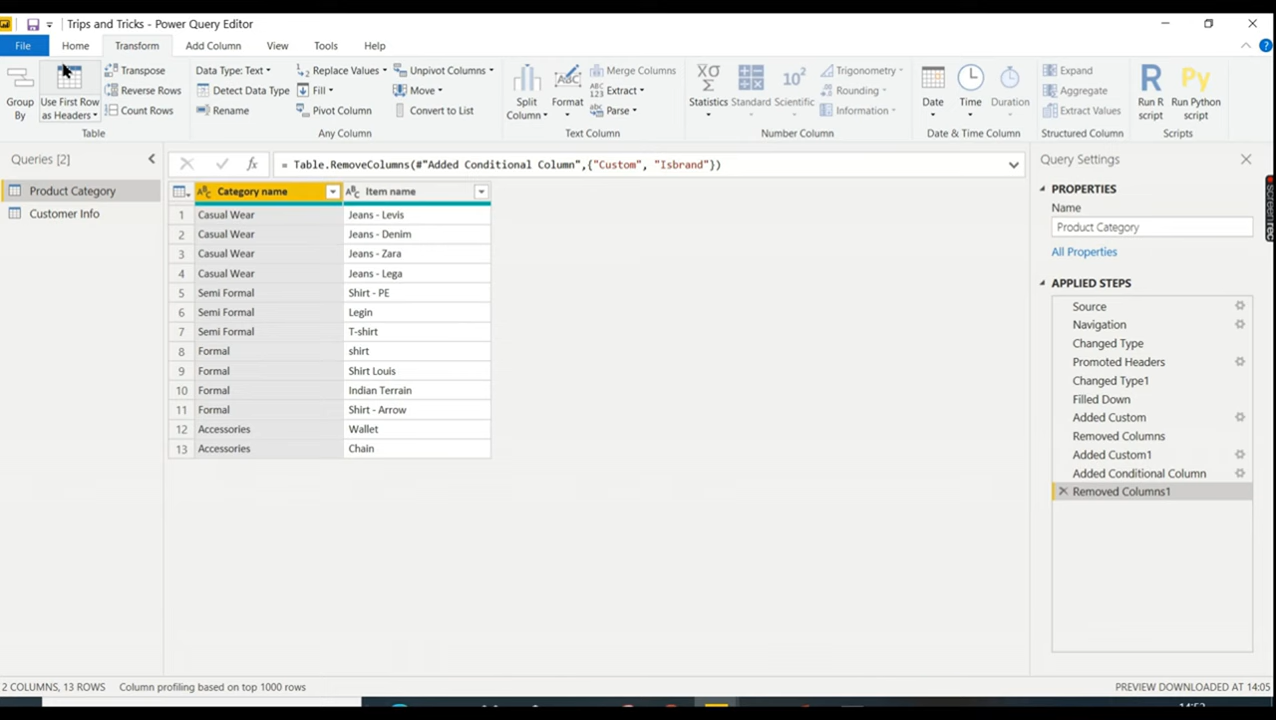 Trips and Tricks - Power Query Editor
File Home Transform Add Column View Tools Help
Group By
Use First Row as Headers
Transpose
Reverse Rows
Count Rows
Table
Data Type: Text
Detect Data Type
Rename
Replace Values
Fill
Pivot Column
Unpivot Columns
Move
Convert to List
Any Column
Split Column
Format
ABC
Merge Columns
Extract
Parse
Text Column
Statistics
Standard
Scientific
10²
Trigonometry
Rounding
Information
Number Column
Date
Time
Duration
Date & Time Column
Expand
Aggregate
Extract Values
Structured Column
R
Run R script
Py
Run Python script
Scripts
Queries [2]
Product Category
Customer Info
fx = Table.RemoveColumns(#"Added Conditional Column",{"Custom", "Isbrand"})
Category name Item name
1 Casual Wear Jeans - Levis
2 Casual Wear Jeans - Denim
3 Casual Wear Jeans - Zara
4 Casual Wear Jeans - Lega
5 Semi Formal Shirt - PE
6 Semi Formal Legin
7 Semi Formal T-shirt
8 Formal shirt
9 Formal Shirt Louis
10 Formal Indian Terrain
11 Formal Shirt - Arrow
12 Accessories Wallet
13 Accessories Chain
Query Settings
PROPERTIES
Name
Product Category
All Properties
APPLIED STEPS
Source
Navigation
Changed Type
Promoted Headers
Changed Type1
Filled Down
Added Custom
Removed Columns
Added Custom1
Added Conditional Column
Removed Columns1
screenrec
2 COLUMNS, 13 ROWS Column profiling based on top 1000 rows
PREVIEW DOWNLOADED AT 14:05